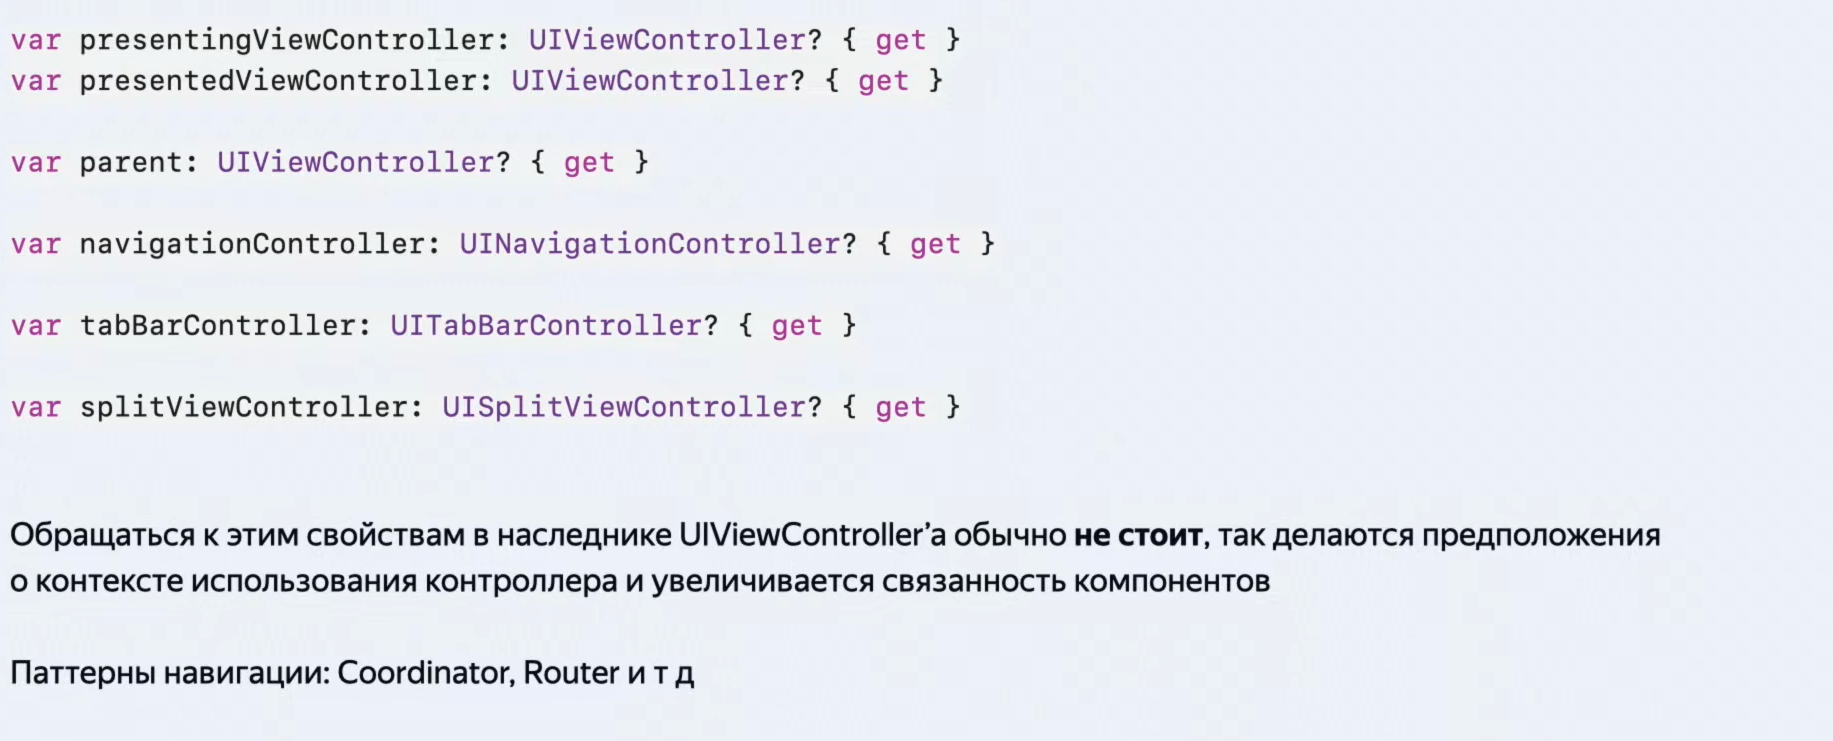 var presentingViewController: UIViewController? { get }
var presentedViewController: UIViewController? { get }
var parent: UIViewController? { get }
var navigationController: UINavigationController? { get }
var tabBarController: UITabBarController? { get }
var splitViewController: UISplitViewController? { get }
Обращаться к этим свойствам в наследнике UIViewController’а обычно не стоит, так делаются предположения
о контексте использования контроллера и увеличивается связанность компонентов
Паттерны навигации: Coordinator, Router и т д